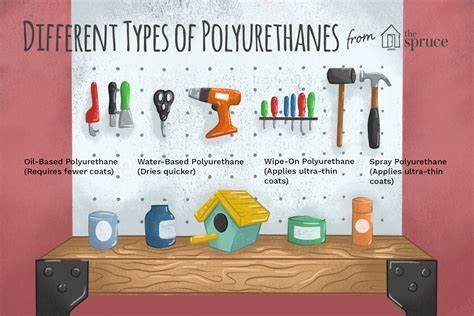 DIFFERENT TYPES OF POLYURETHANES from the spruce
Oil-Based Polyurethane
(Requires fewer coats)
Water-Based Polyurethane
(Dries quicker)
Wipe-On Polyurethane
(Applies ultra-thin
coats)
Spray Polyurethane
(Applies ultra-thin
coats)